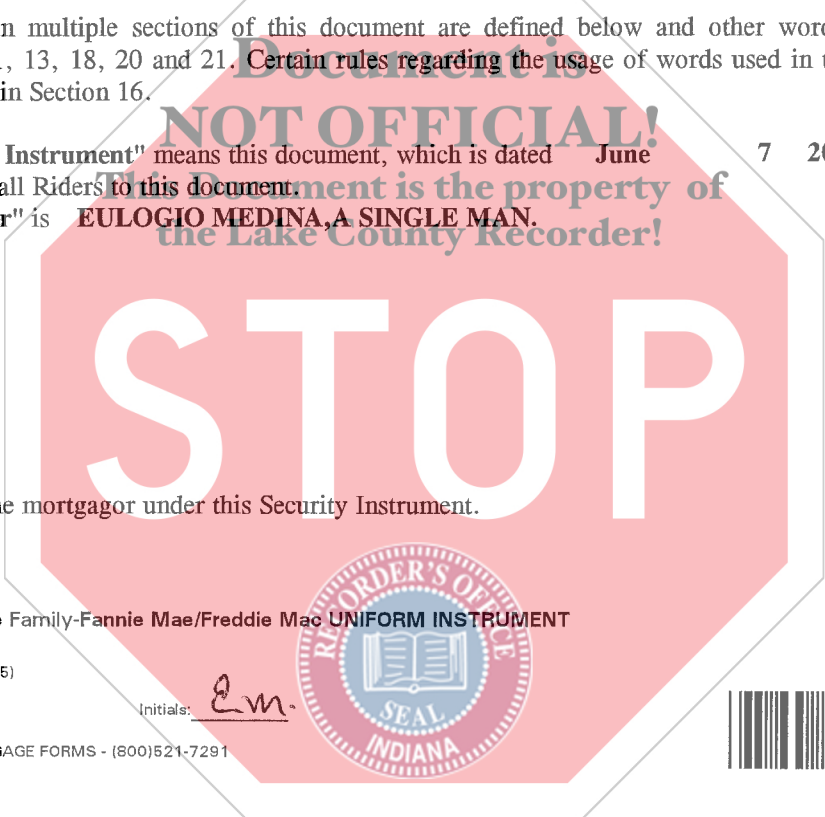 n multiple sections of this document are defined below and other wor
, 13, 18, 20 and 21. Certain rules regarding the usage of words used in
in Section 16.
Document is
NOT OFFICIAL!
Instrument" means this document, which is dated June 7 20
all Riders to this document.
This Document is the property of
r" is EULOGIO MEDINA,A SINGLE MAN.
the Lake County Recorder!
STOP
e mortgagor under this Security Instrument.
RECORDER'S OFFICE
e Family-Fannie Mae/Freddie Mac UNIFORM INSTRUMENT
5)
Initials: Em.
SEAL
INDIANA
GAGE FORMS - (800)521-7291